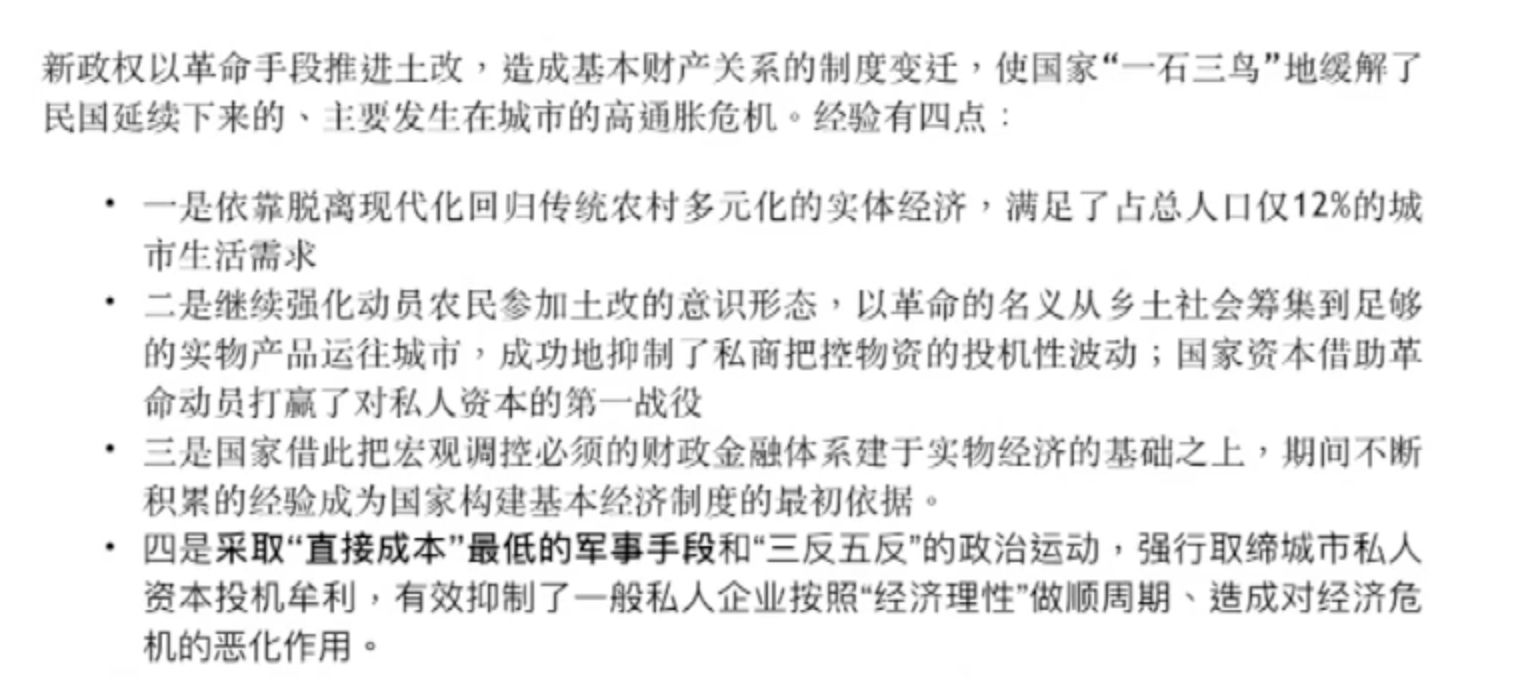 新政权以革命手段推进土改，造成基本财产关系的制度变迁，使国家“一石三鸟”地缓解了
民国延续下来的、主要发生在城市的高通胀危机。经验有四点：
• 一是依靠脱离现代化回归传统农村多元化的实体经济，满足了占总人口仅12%的城
市生活需求
• 二是继续强化动员农民参加土改的意识形态，以革命的名义从乡土社会筹集到足够
的实物产品运往城市，成功地抑制了私商把控物资的投机性波动；国家资本借助革
命动员打赢了对私人资本的第一战役
• 三是国家借此把宏观调控必须的财政金融体系建于实物经济的基础之上，期间不断
积累的经验成为国家构建基本经济制度的最初依据。
• 四是采取“直接成本”最低的军事手段和“三反五反”的政治运动，强行取缔城市私人
资本投机牟利，有效抑制了一般私人企业按照“经济理性”做顺周期、造成对经济危
机的恶化作用。